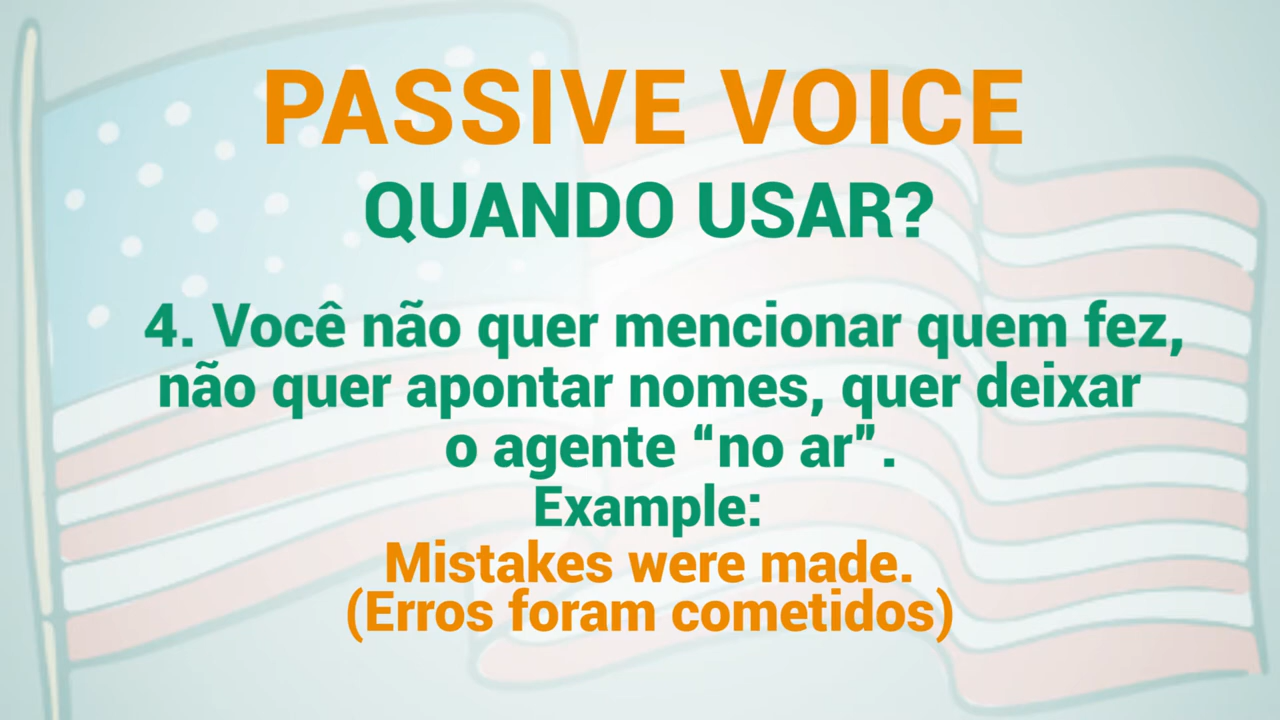 PASSIVE VOICE
QUANDO USAR?
4. Você não quer mencionar quem fez,
não quer apontar nomes, quer deixar
o agente “no ar”.
Example:
Mistakes were made.
(Erros foram cometidos)